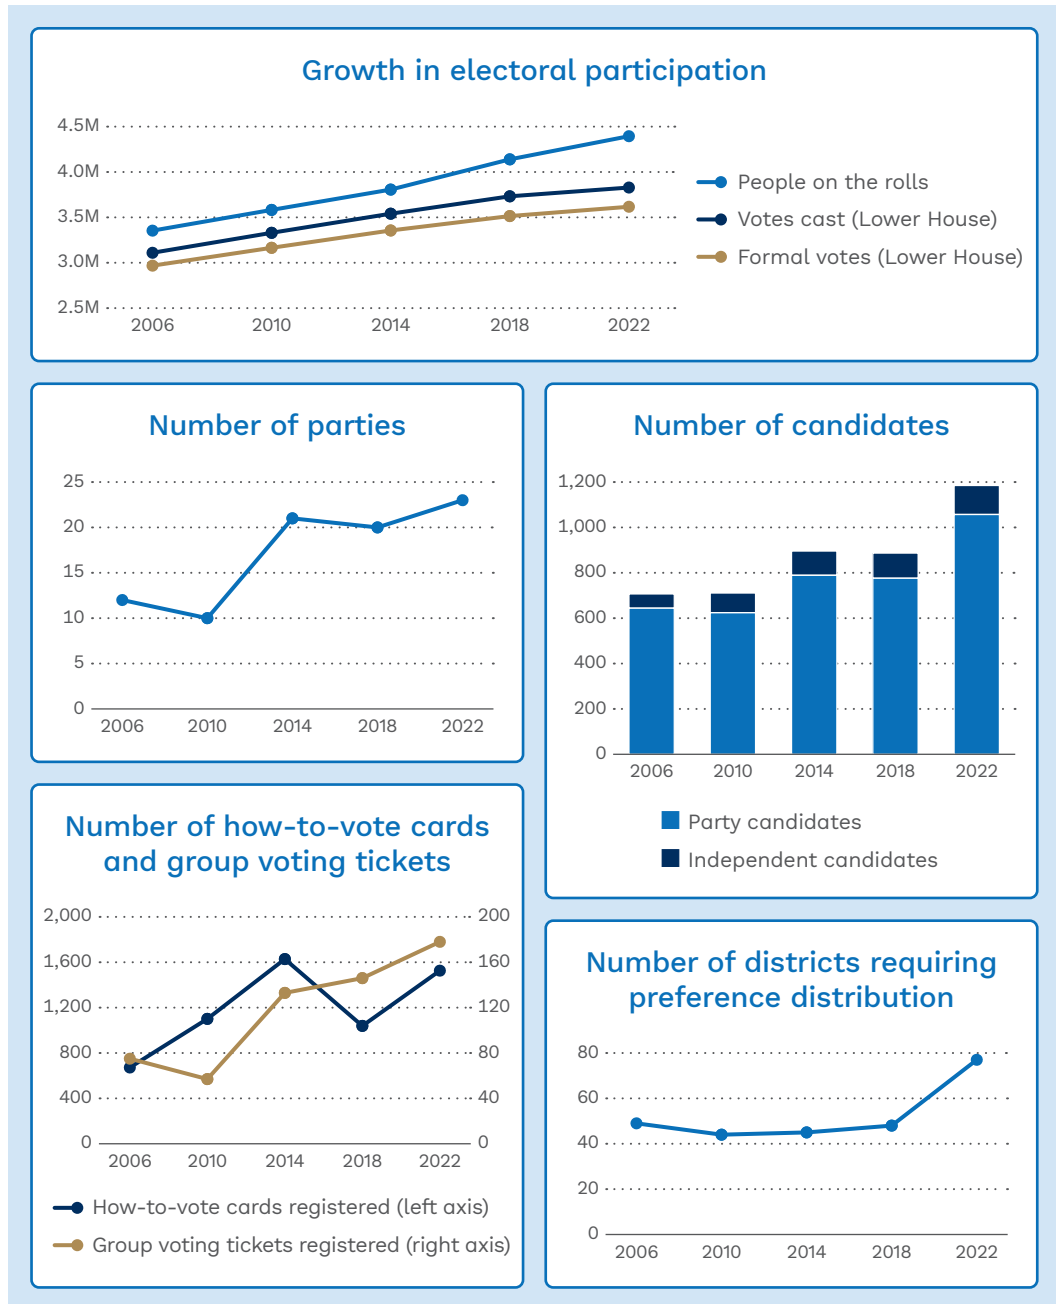 Growth in electoral participation
4.5M
4.0M
3.5M
3.0M
2.5M
2006 2010 2014 2018 2022
People on the rolls
Votes cast (Lower House)
Formal votes (Lower House)
Number of parties
25
20
15
10
5
0
2006 2010 2014 2018 2022
Number of candidates
1,200
1,000
800
600
400
200
0
2006 2010 2014 2018 2022
Party candidates
Independent candidates
Number of how-to-vote cards
and group voting tickets
2,000 200
1,600 160
1,200 120
800 80
400 40
0 0
2006 2010 2014 2018 2022
How-to-vote cards registered (left axis)
Group voting tickets registered (right axis)
Number of districts requiring
preference distribution
80
60
40
20
0
2006 2010 2014 2018 2022